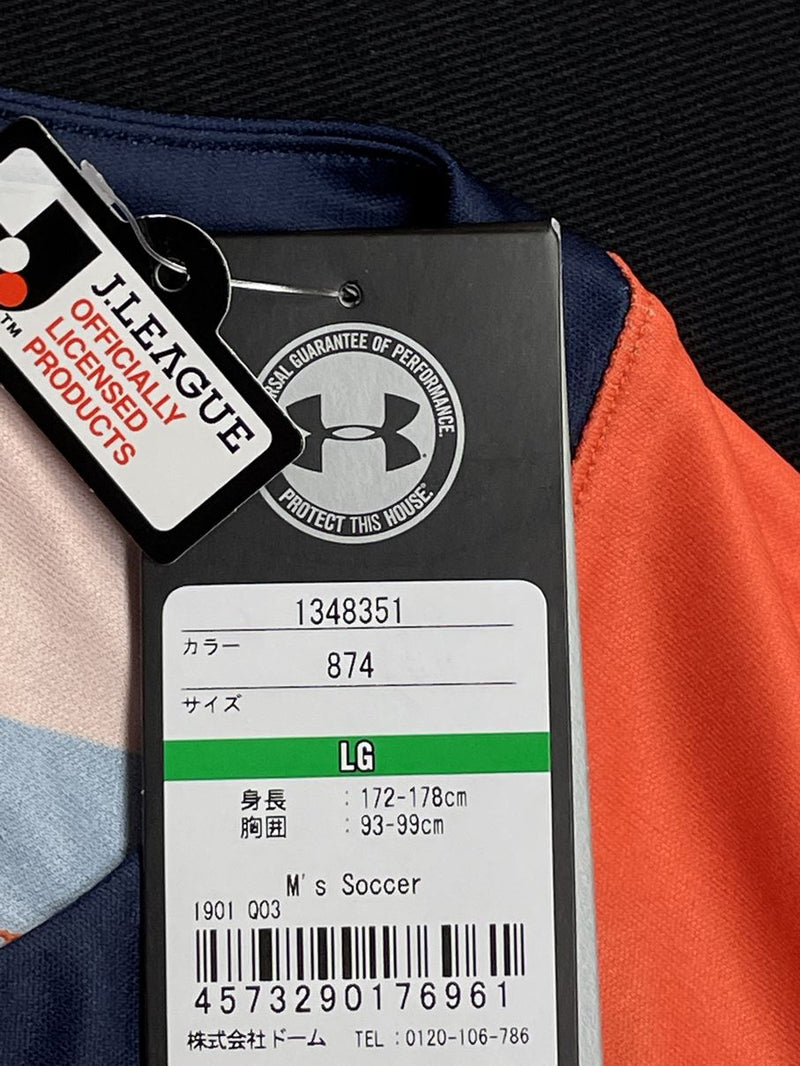 J.LEAGUE
OFFICIALLY
LICENSED
PRODUCTS
TM
GUARANTEE OF PERFORMANCE.
PROTECT THIS HOUSE.®
1348351
カラー
874
サイズ
LG
身長 : 172-178cm
胸囲 : 93-99cm
M's Soccer
1901 Q03
4573290176961
株式会社ドーム TEL:0120-106-786